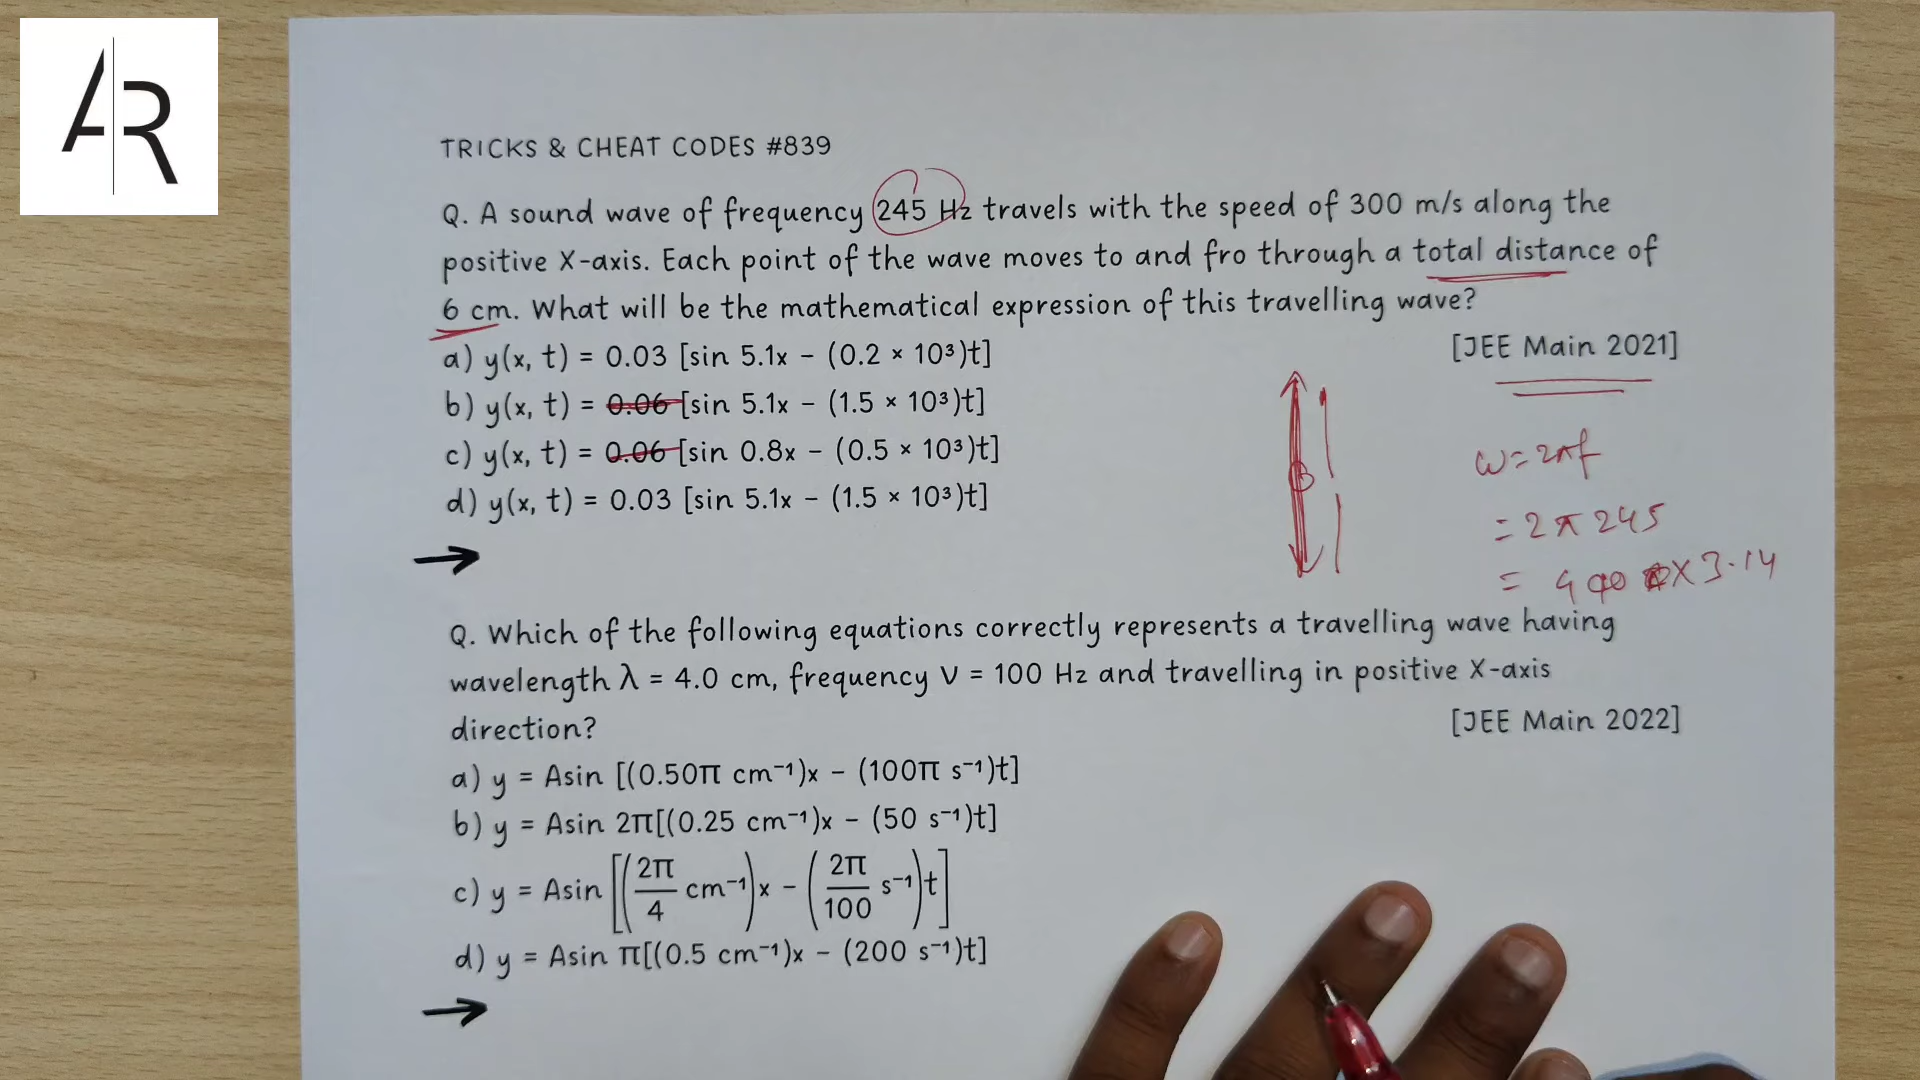 AR
TRICKS & CHEAT CODES #839
Q. A sound wave of frequency 245 Hz travels with the speed of 300 m/s along the
positive X-axis. Each point of the wave moves to and fro through a total distance of
6 cm. What will be the mathematical expression of this travelling wave?
[JEE Main 2021]
a) y(x, t) = 0.03 [sin 5.1x − (0.2 × 10³)t]
b) y(x, t) = 0.06 [sin 5.1x − (1.5 × 10³)t]
c) y(x, t) = 0.06 [sin 0.8x − (0.5 × 10³)t]
d) y(x, t) = 0.03 [sin 5.1x − (1.5 × 10³)t]
ω = 2πf
= 2π 245
= × 3.14
Q. Which of the following equations correctly represents a travelling wave having
wavelength λ = 4.0 cm, frequency ν = 100 Hz and travelling in positive X-axis
direction?
[JEE Main 2022]
a) y = Asin [(0.50π cm⁻¹)x − (100π s⁻¹)t]
b) y = Asin 2π[(0.25 cm⁻¹)x − (50 s⁻¹)t]
c) y = Asin [(2π/4 cm⁻¹)x − (2π/100 s⁻¹)t]
d) y = Asin π[(0.5 cm⁻¹)x − (200 s⁻¹)t]